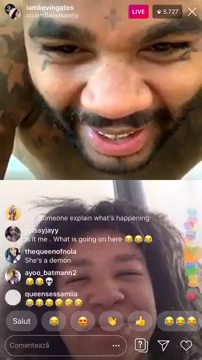 iamkevingates
LIVE
5.727
Someone explain what's happening
It me . What is going on here 😂😂😂
thequeenofnola
She's a demon
ayoo_batmann2
😂😂💀
queensessamiia
Salut
Comentează